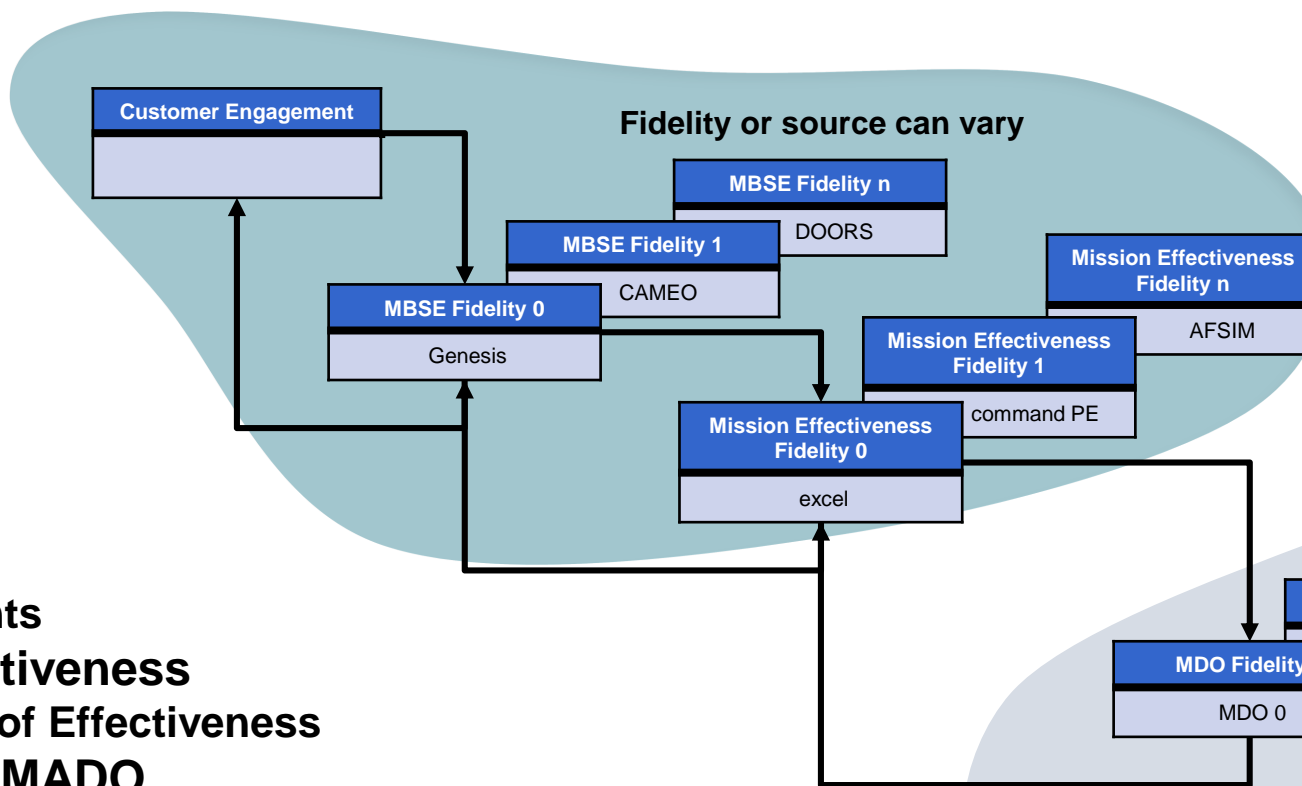 Customer Engagement
Fidelity or source can vary
MBSE Fidelity n
DOORS
MBSE Fidelity 1
CAMEO
MBSE Fidelity 0
Genesis
Mission Effectiveness
Fidelity n
AFSIM
Mission Effectiveness
Fidelity 1
command PE
Mission Effectiveness
Fidelity 0
excel
MDO Fidelity
MDO 0
nts
tiveness
of Effectiveness
MADO